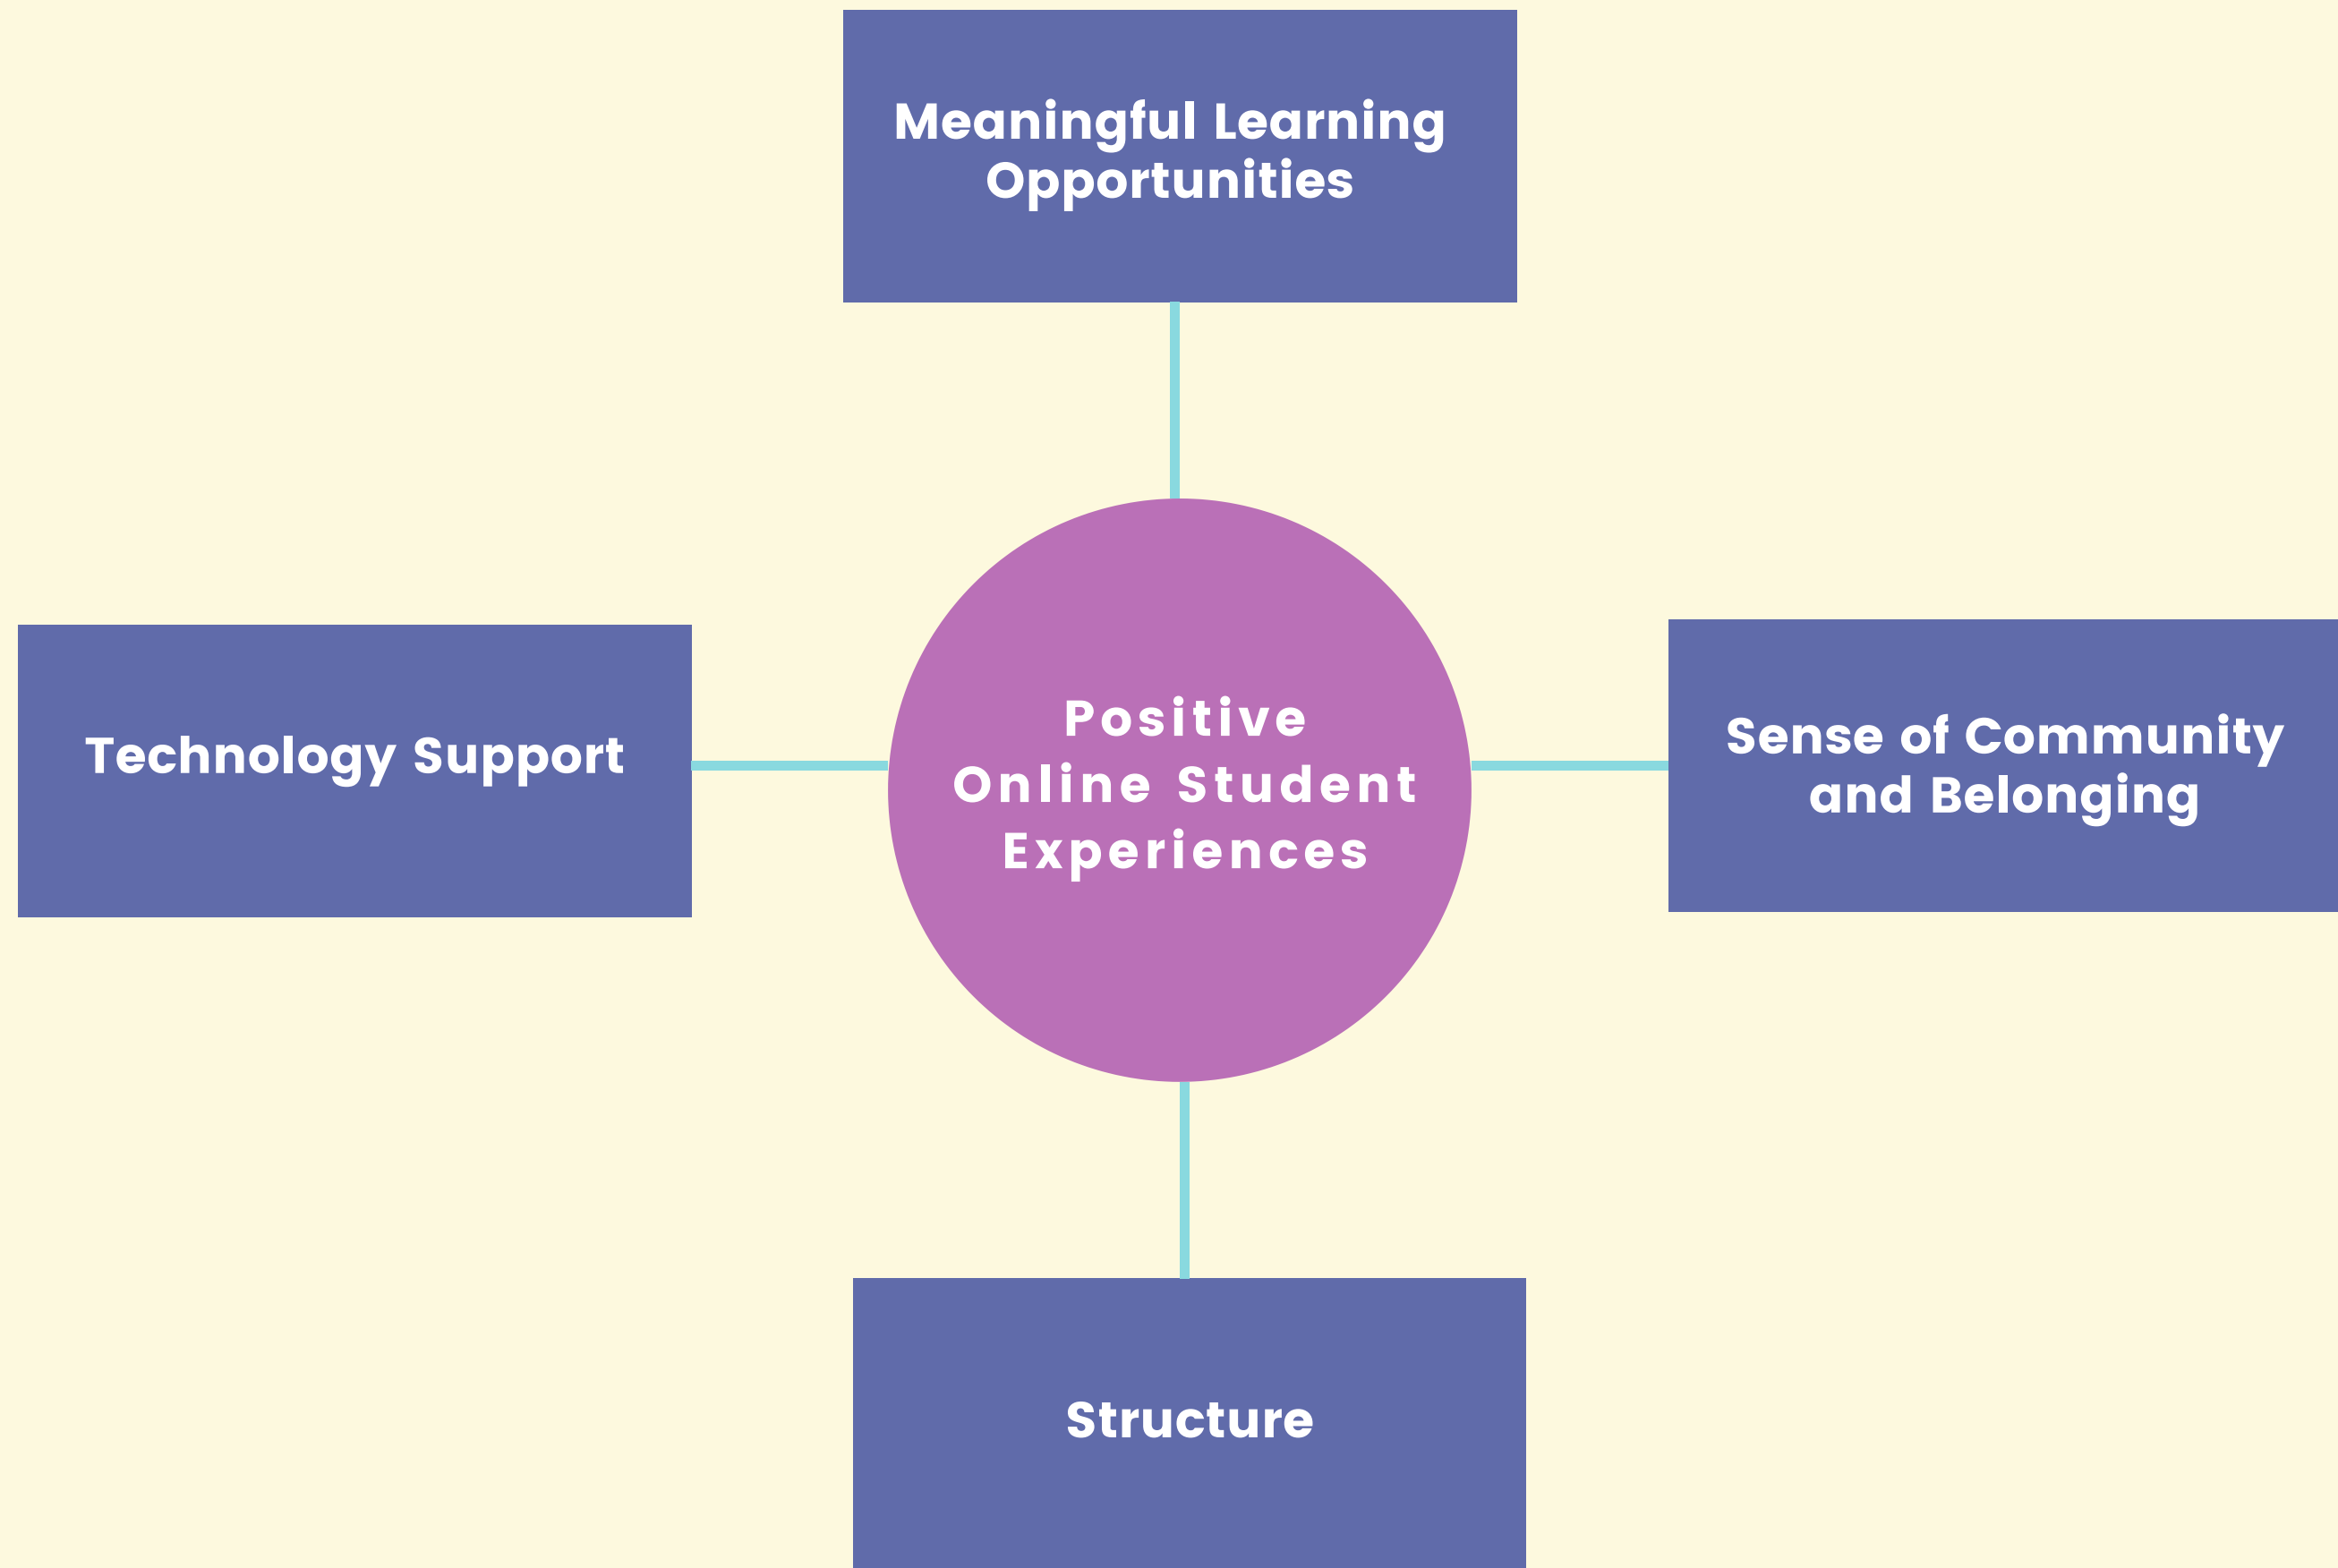 Meaningful Learning
Opportunities
Technology Support
Positive
Online Student
Experiences
Sense of Community
and Belonging
Structure